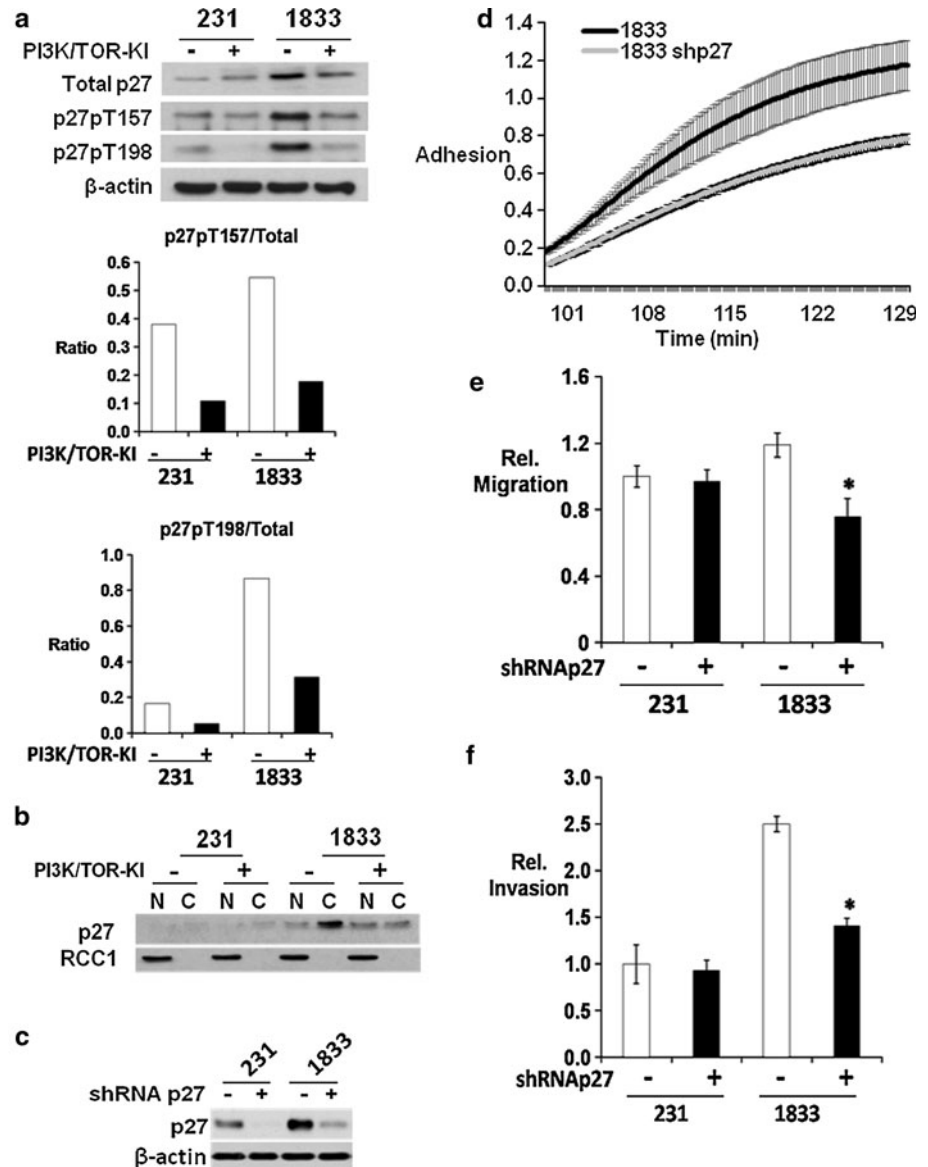 a
231 1833
PI3K/TOR-KI - + - +
Total p27
p27pT157
p27pT198
β-actin
p27pT157/Total
0.6
0.5
0.4
Ratio
0.3
0.2
0.1
0.0
PI3K/TOR-KI - + - +
231 1833
p27pT198/Total
1.0
0.8
0.6
Ratio
0.4
0.2
0.0
PI3K/TOR-KI - + - +
231 1833
b
231 1833
PI3K/TOR-KI - + - +
N C N C N C N C
p27
RCC1
c
231 1833
shRNA p27 - + - +
p27
β-actin
d
1833
1833 shp27
1.4
1.2
1.0
0.8
Adhesion
0.6
0.4
0.2
0.0
101 108 115 122 129
Time (min)
e
1.6
1.2
Rel.
Migration
0.8
0.4
0
*
shRNAp27 - + - +
231 1833
f
3.0
2.5
2.0
Rel.
Invasion
1.5
1.0
0.5
0.0
*
shRNAp27 - + - +
231 1833